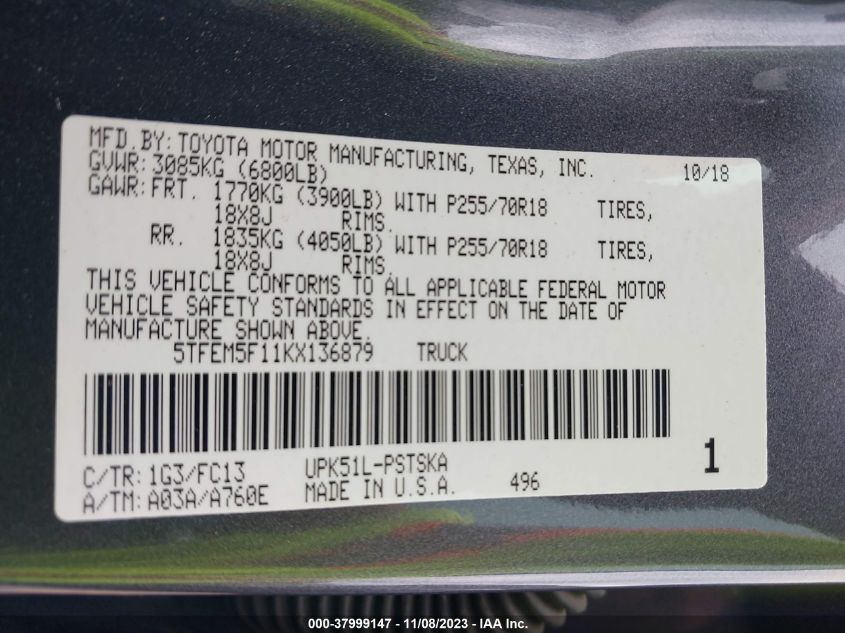 MFD.BY:TOYOTA MOTOR MANUFACTURING, TEXAS, INC. 10/18
GVWR:3085KG (6800LB)
GAWR:FRT. 1770KG (3900LB) WITH P255/70R18 TIRES,
18X8J RIMS.
RR. 1835KG (4050LB) WITH P255/70R18 TIRES,
18X8J RIMS.
THIS VEHICLE CONFORMS TO ALL APPLICABLE FEDERAL MOTOR
VEHICLE SAFETY STANDARDS IN EFFECT ON THE DATE OF
MANUFACTURE SHOWN ABOVE.
5TFEM5F11KX136879 TRUCK
C/TR:1G3/FC13 UPK51L-PSTSKA 1
A/TM:A03A/A760E MADE IN U.S.A. 496
000-37999147 - 11/08/2023 - IAA Inc.